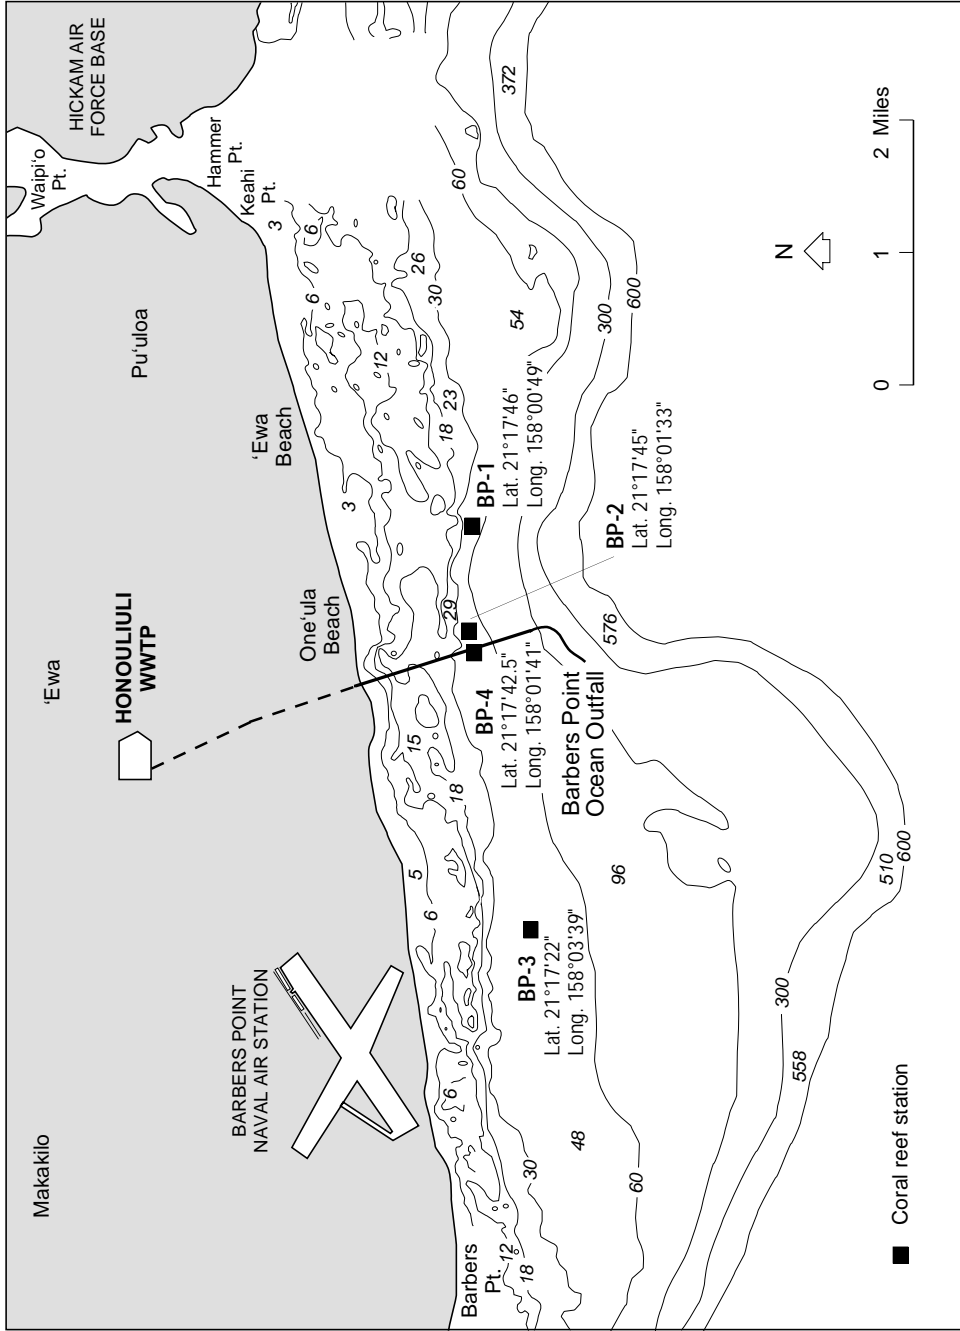 Makakilo
'Ewa
HONOULIULI
WWTP
Pu'uloa
Waipi'o
Pt.
HICKAM AIR
FORCE BASE
Hammer
Pt.
Keahi
Pt.
BARBERS POINT
NAVAL AIR STATION
One'ula
Beach
'Ewa
Beach
Barbers
Pt.
12
18
30
6
6
5
15
18
29
3
12
18
23
6
6
3
26
30
BP-3
Lat. 21°17'22"
Long. 158°03'39"
BP-4
Lat. 21°17'42.5"
Long. 158°01'41"
BP-1
Lat. 21°17'46"
Long. 158°00'49"
BP-2
Lat. 21°17'45"
Long. 158°01'33"
Barbers Point
Ocean Outfall
48
60
96
54
60
372
576
300
600
300
558
510
600
N
0
1
2 Miles
Coral reef station